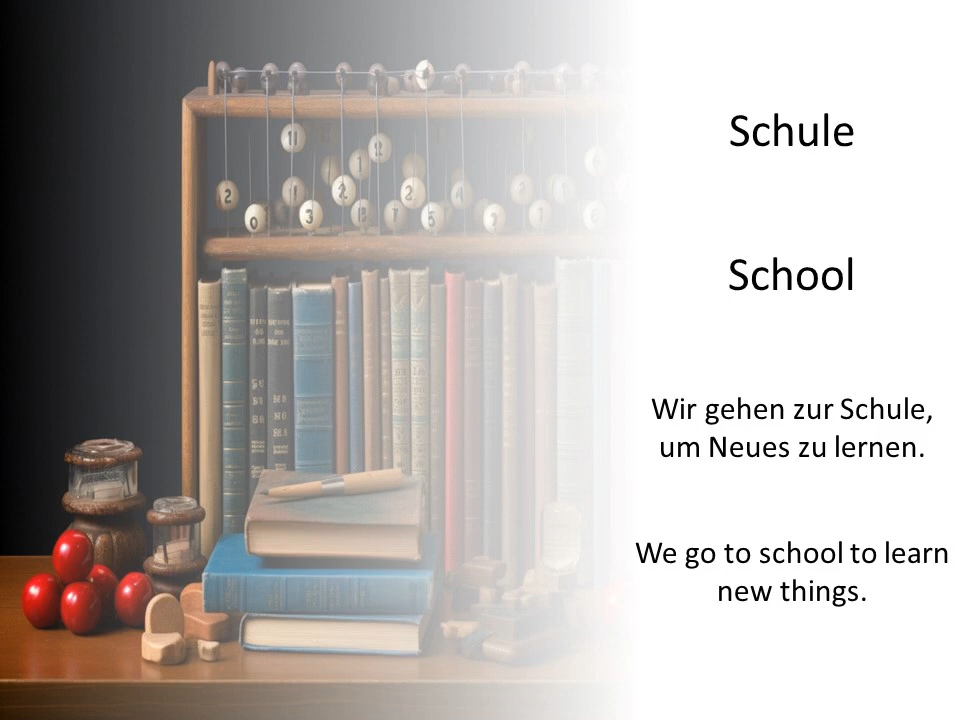 Schule
School
Wir gehen zur Schule,
um Neues zu lernen.
We go to school to learn
new things.